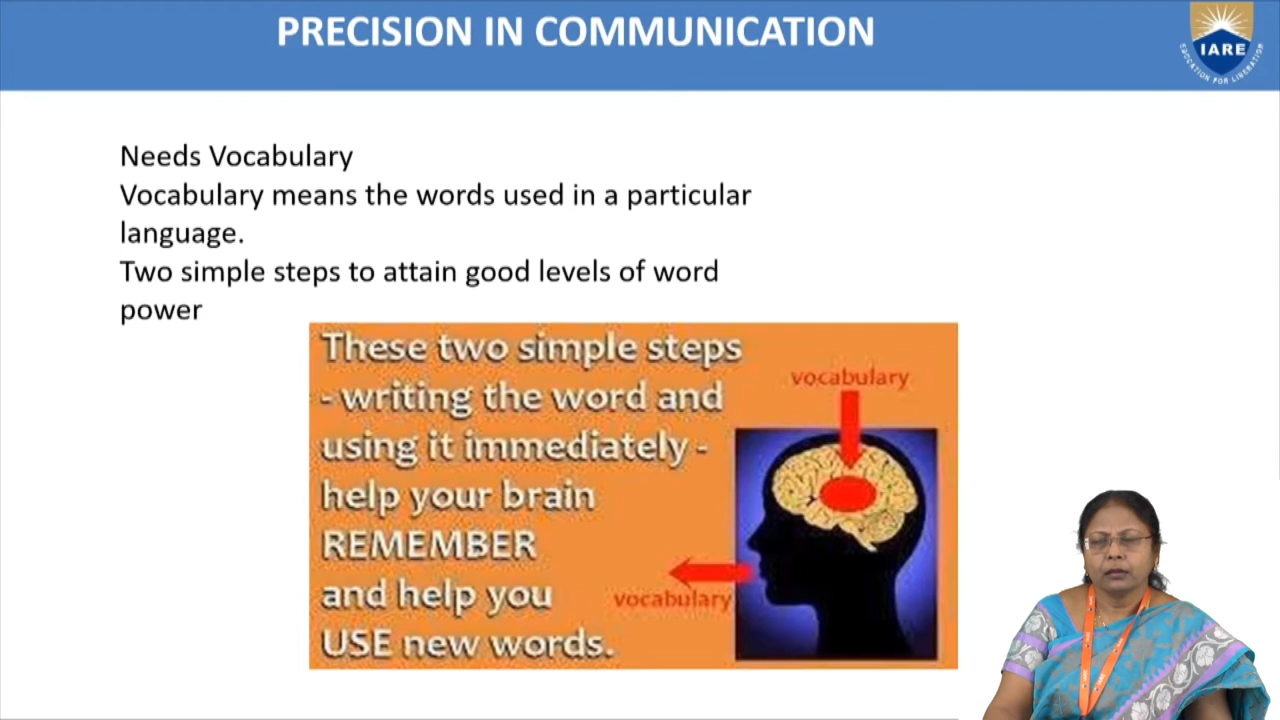 PRECISION IN COMMUNICATION
IARE
EDUCATION FOR LIBERATION
Needs Vocabulary
Vocabulary means the words used in a particular
language.
Two simple steps to attain good levels of word
power
These two simple steps
- writing the word and
using it immediately -
help your brain
REMEMBER
and help you
USE new words.
vocabulary
vocabulary